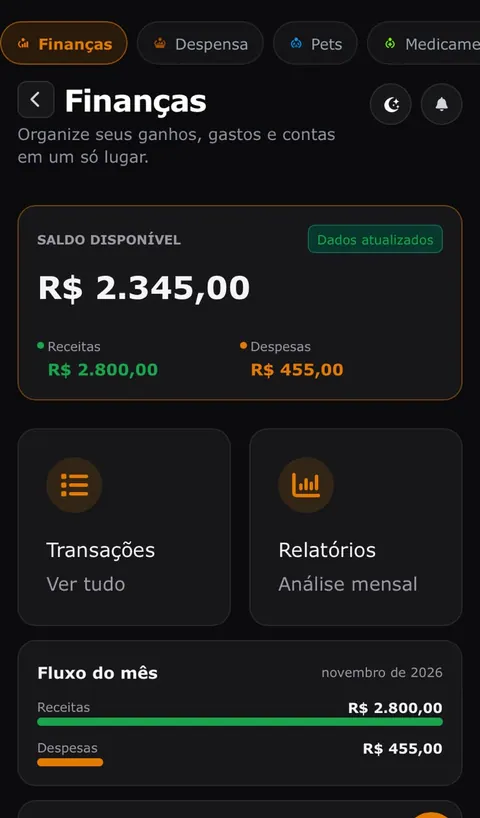 Finanças
Despensa
Pets
Medicame
Finanças
Organize seus ganhos, gastos e contas
em um só lugar.
SALDO DISPONÍVEL
Dados atualizados
R$ 2.345,00
Receitas
Despesas
R$ 2.800,00
R$ 455,00
Transações
Ver tudo
Relatórios
Análise mensal
Fluxo do mês
novembro de 2026
Receitas
R$ 2.800,00
Despesas
R$ 455,00